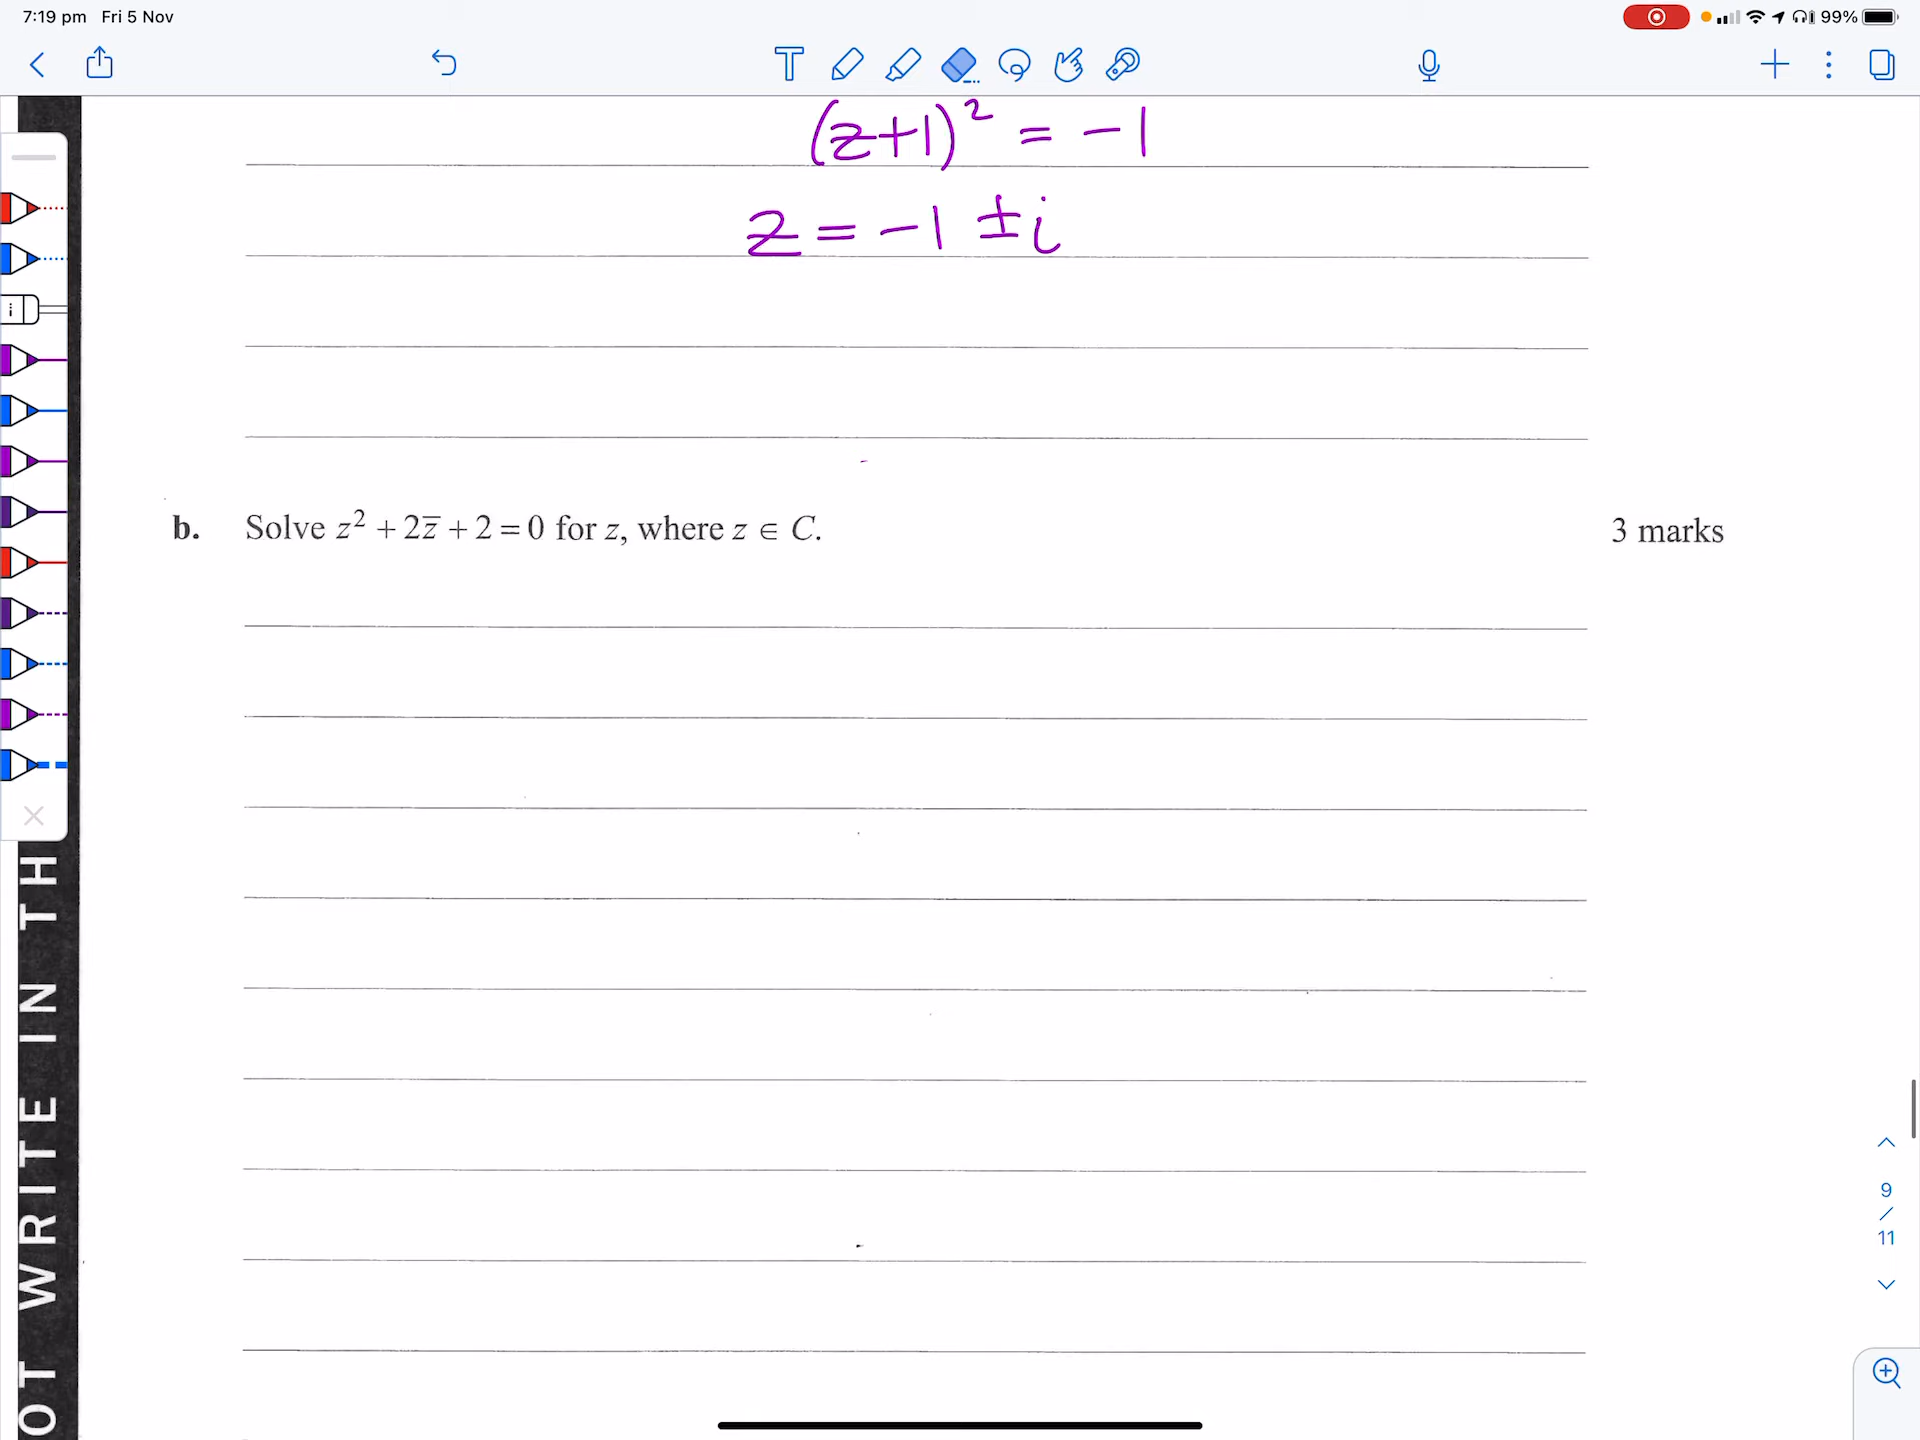 7:19 pm Fri 5 Nov
99%
T
(z+1)² = -1
z = -1 ± i
i
b. Solve z² + 2z̅ + 2 = 0 for z, where z ∈ C. 3 marks
OT WRITE IN TH
9
/
11